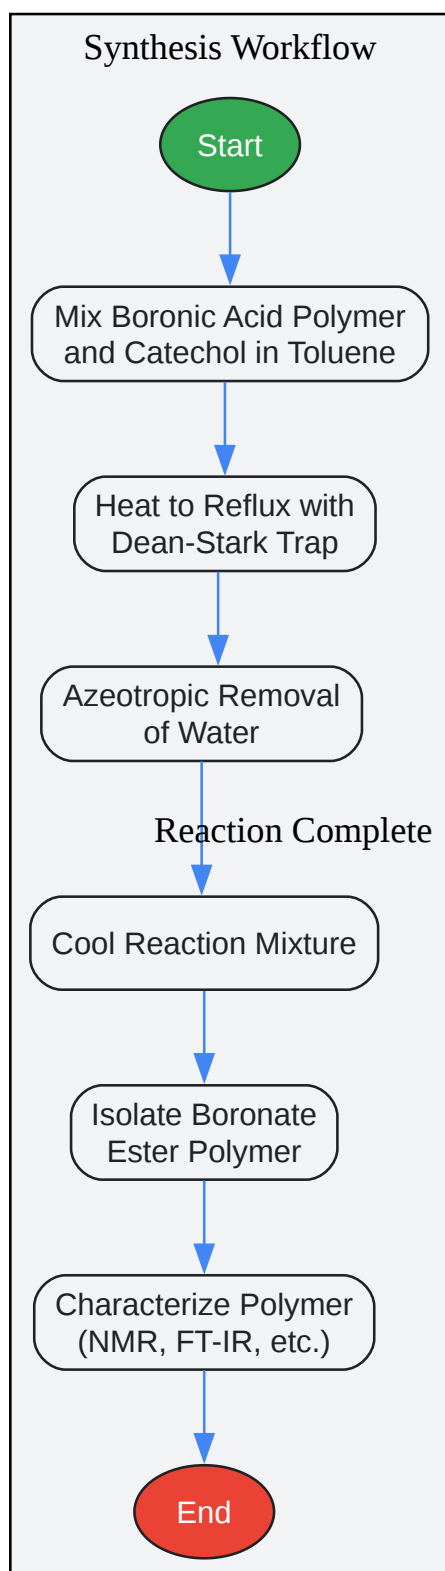 Synthesis Workflow
Start
Mix Boronic Acid Polymer
and Catechol in Toluene
Heat to Reflux with
Dean-Stark Trap
Azeotropic Removal
of Water
Reaction Complete
Cool Reaction Mixture
Isolate Boronate
Ester Polymer
Characterize Polymer
(NMR, FT-IR, etc.)
End